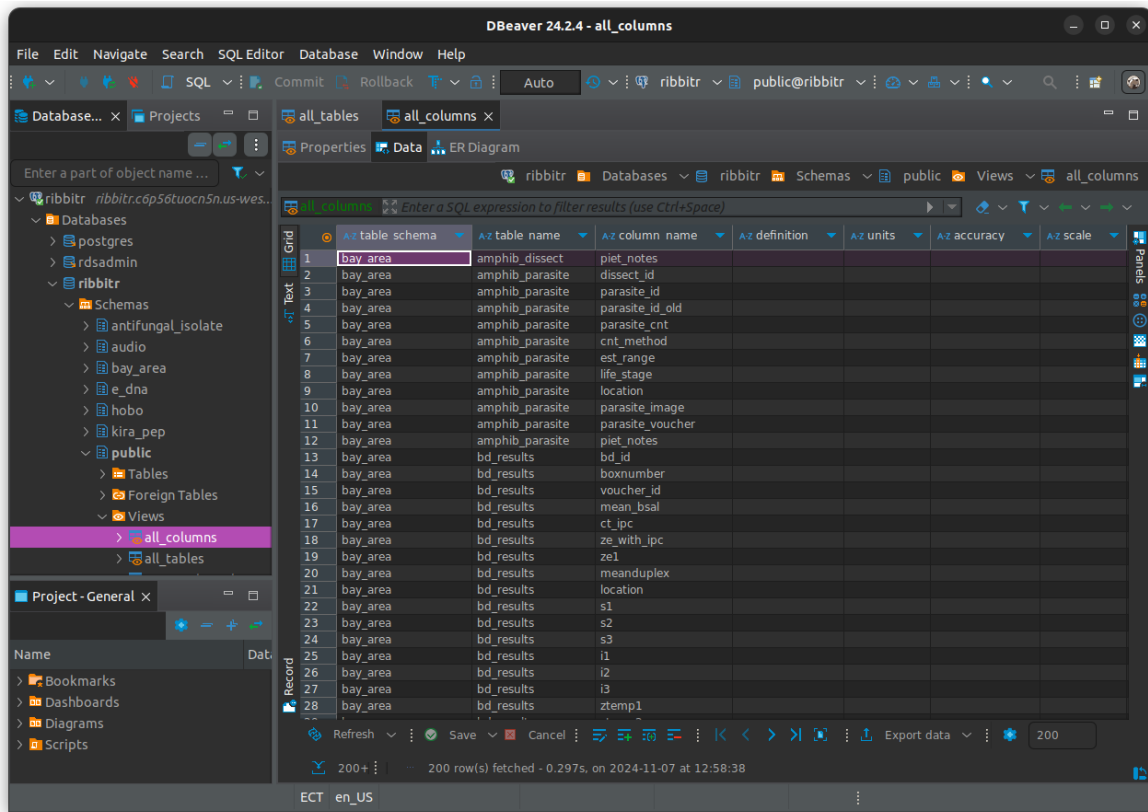 DBeaver 24.2.4 - all_columns
File Edit Navigate Search SQL Editor Database Window Help
SQL Commit Rollback Auto ribbitr public@ribbitr
Database... Projects
Enter a part of object name ...
ribbitr ribbitr.c6p56tuocn5n.us-wes...
Databases
postgres
rdsadmin
ribbitr
Schemas
antifungal_isolate
audio
bay_area
e_dna
hobo
kira_pep
public
Tables
Foreign Tables
Views
all_columns
all_tables
Project - General
Name Data
Bookmarks
Dashboards
Diagrams
Scripts
all_tables all_columns
Properties Data ER Diagram
ribbitr Databases ribbitr Schemas public Views all_columns
all_columns Enter a SQL expression to filter results (use Ctrl+Space)
Grid
Text
Record
Panels
A-Z table schema A-Z table name A-Z column name A-Z definition A-Z units A-Z accuracy A-Z scale
1 bay_area amphib_dissect piet_notes
2 bay_area amphib_parasite dissect_id
3 bay_area amphib_parasite parasite_id
4 bay_area amphib_parasite parasite_id_old
5 bay_area amphib_parasite parasite_cnt
6 bay_area amphib_parasite cnt_method
7 bay_area amphib_parasite est_range
8 bay_area amphib_parasite life_stage
9 bay_area amphib_parasite location
10 bay_area amphib_parasite parasite_image
11 bay_area amphib_parasite parasite_voucher
12 bay_area amphib_parasite piet_notes
13 bay_area bd_results bd_id
14 bay_area bd_results boxnumber
15 bay_area bd_results voucher_id
16 bay_area bd_results mean_bsal
17 bay_area bd_results ct_ipc
18 bay_area bd_results ze_with_ipc
19 bay_area bd_results ze1
20 bay_area bd_results meanduplex
21 bay_area bd_results location
22 bay_area bd_results s1
23 bay_area bd_results s2
24 bay_area bd_results s3
25 bay_area bd_results i1
26 bay_area bd_results i2
27 bay_area bd_results i3
28 bay_area bd_results ztemp1
Refresh Save Cancel Export data 200
200+ 200 row(s) fetched - 0.297s, on 2024-11-07 at 12:58:38
ECT en_US